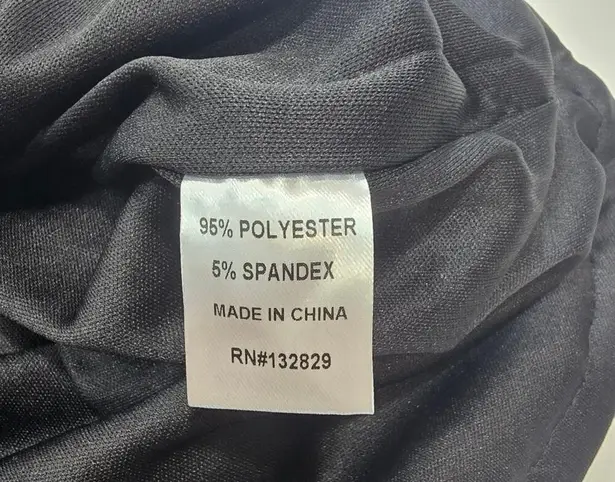 95% POLYESTER
5% SPANDEX
MADE IN CHINA
RN#132829